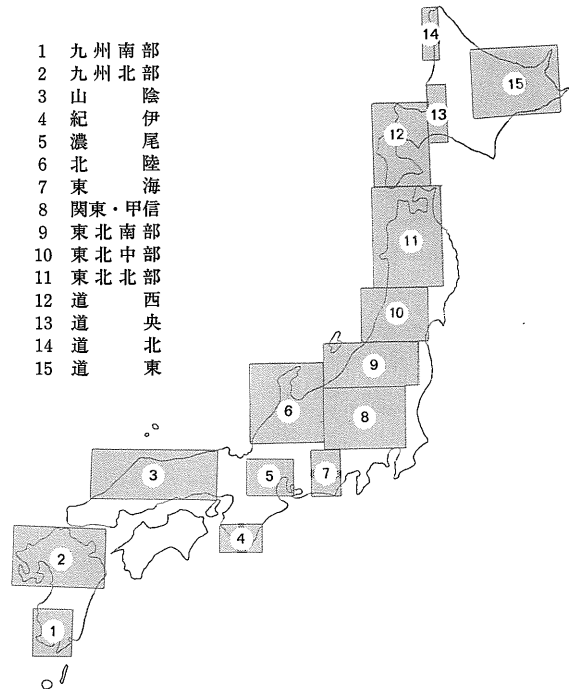 1 九州南部
2 九州北部
3 山陰
4 紀伊
5 濃尾
6 北陸
7 東海
8 関東・甲信
9 東北南部
10 東北中部
11 東北北部
12 道西
13 道央
14 道北
15 道東
14
15
13
12
11
10
9
6
8
3
5
7
4
2
1